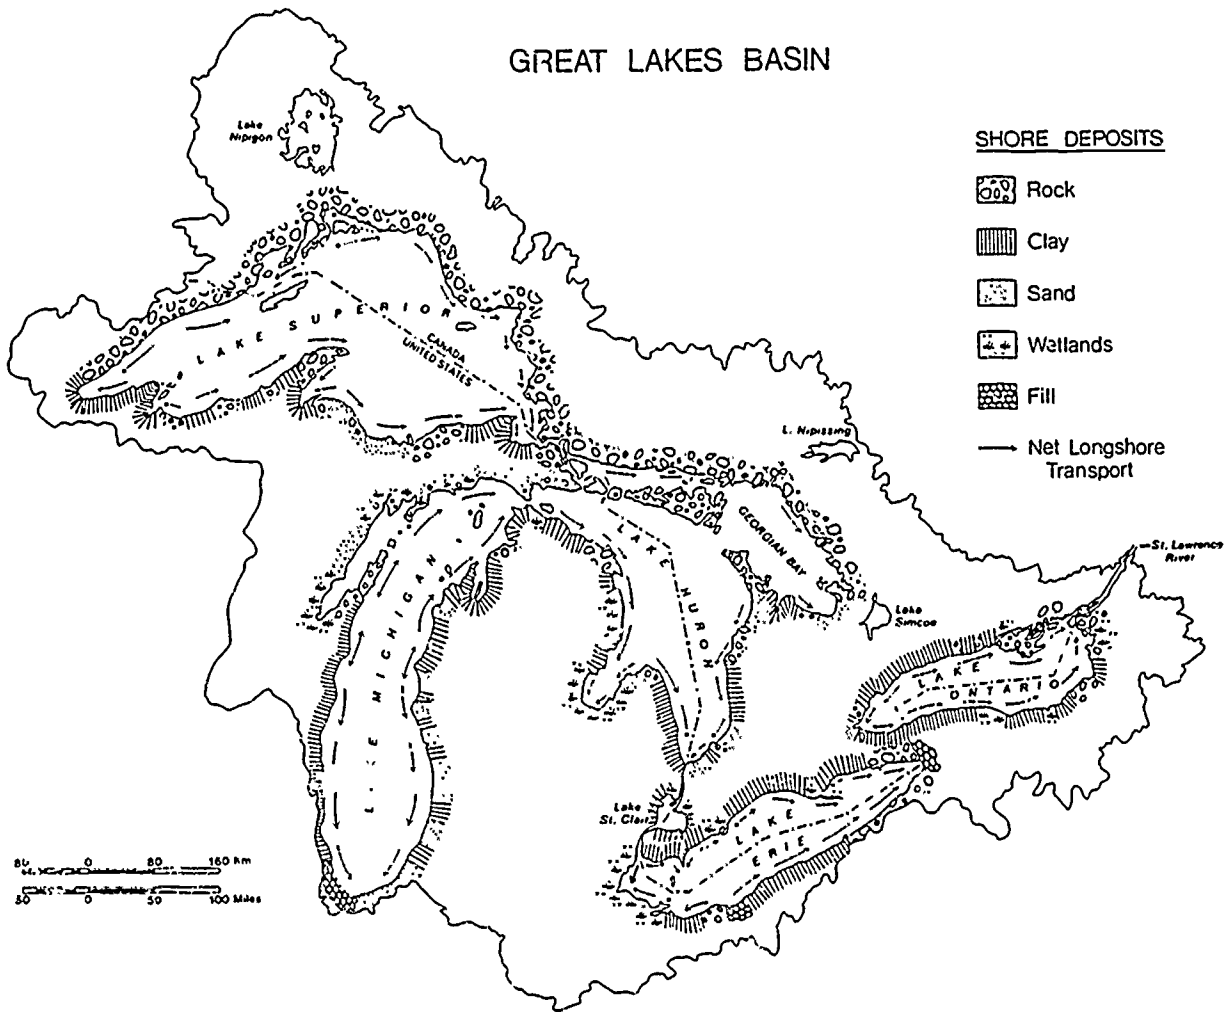 GREAT LAKES BASIN
Lake
Nipigon
SHORE DEPOSITS
Rock
Clay
Sand
Wetlands
Fill
Net Longshore
Transport
LAKE SUPERIOR
CANADA
UNITED STATES
L. Nipissing
GEORGIAN BAY
LAKE HURON
LAKE MICHIGAN
St. Lawrence
River
Lake
Simcoe
LAKE
ONTARIO
Lake
St. Clair
LAKE
ERIE
80 0 80 160 Km
50 0 50 100 Miles